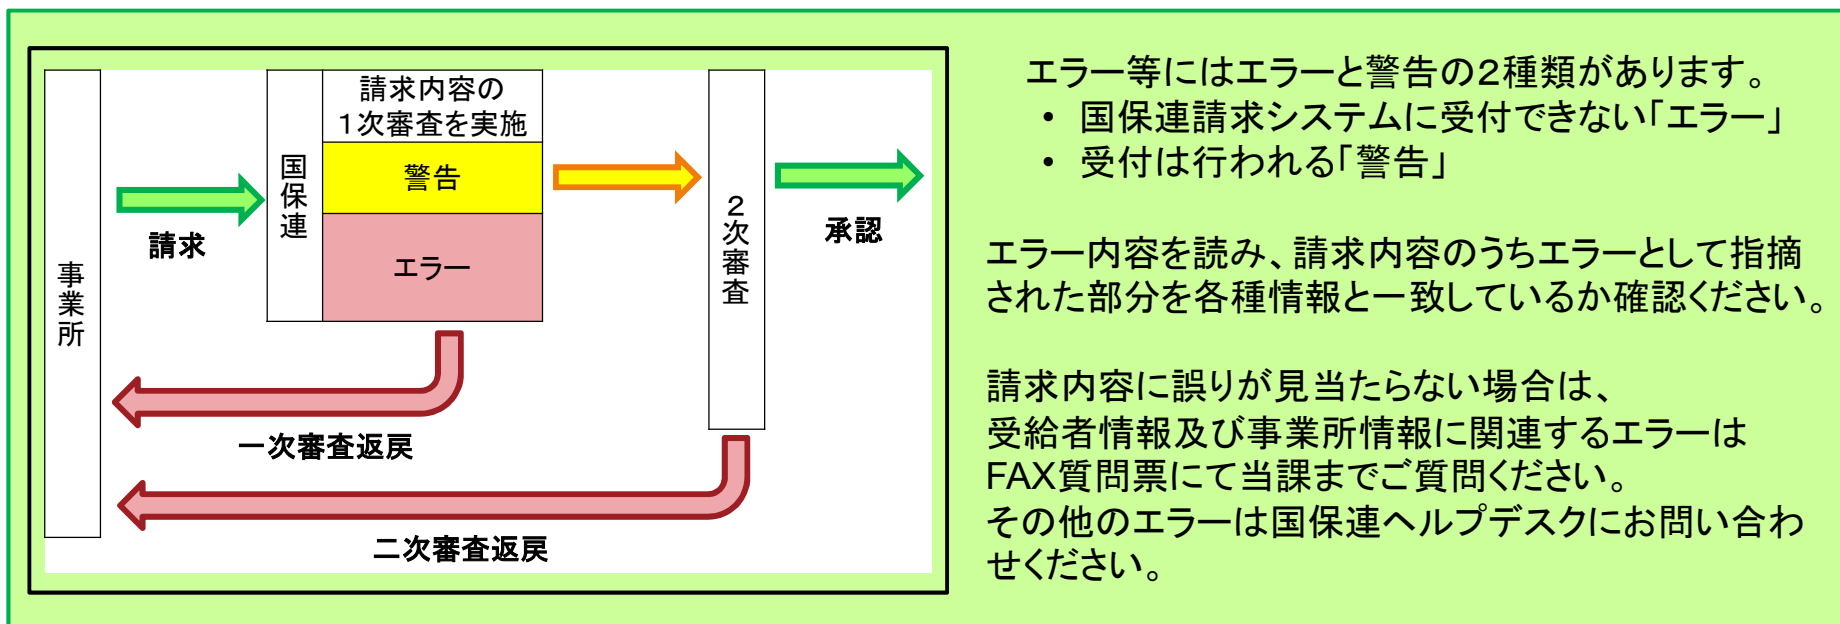 事業所
請求
国保連
請求内容の
1次審査を実施
警告
エラー
2次審査
承認
一次審査返戻
二次審査返戻
エラー等にはエラーと警告の2種類があります。
・ 国保連請求システムに受付できない「エラー」
・ 受付は行われる「警告」
エラー内容を読み、請求内容のうちエラーとして指摘
された部分を各種情報と一致しているか確認ください。
請求内容に誤りが見当たらない場合は、
受給者情報及び事業所情報に関連するエラーは
FAX質問票にて当課までご質問ください。
その他のエラーは国保連ヘルプデスクにお問い合わ
せください。